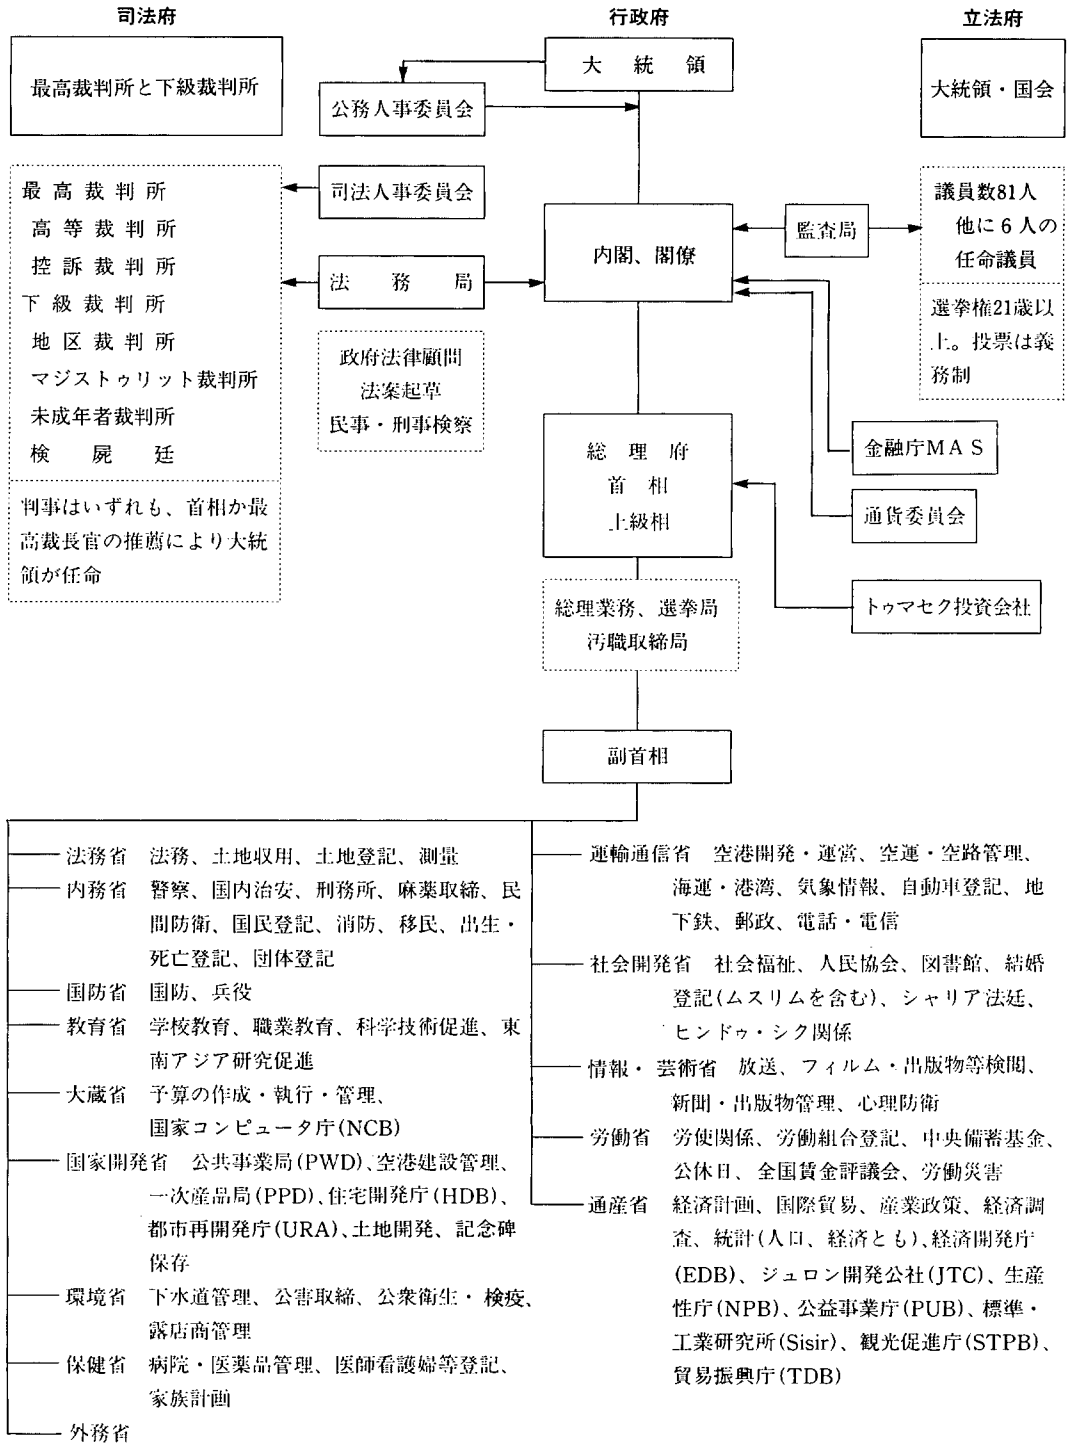 司法府
最高裁判所と下級裁判所
最高裁判所
高等裁判所
控訴裁判所
下級裁判所
地区裁判所
マジストゥリット裁判所
未成年者裁判所
検屍廷
判事はいずれも、首相か最
高裁長官の推薦により大統
領が任命
行政府
大統領
公務人事委員会
司法人事委員会
法務局
政府法律顧問
法案起草
民事・刑事検察
内閣、閣僚
監査局
総理府
首相
上級相
総理業務、選挙局
汚職取締局
副首相
立法府
大統領・国会
議員数81人
他に6人の
任命議員
選挙権21歳以
上。投票は義
務制
金融庁MAS
通貨委員会
トゥマセク投資会社
法務省 法務、土地収用、土地登記、測量
内務省 警察、国内治安、刑務所、麻薬取締、民
間防衛、国民登記、消防、移民、出生・
死亡登記、団体登記
国防省 国防、兵役
教育省 学校教育、職業教育、科学技術促進、東
南アジア研究促進
大蔵省 予算の作成・執行・管理、
国家コンピュータ庁(NCB)
国家開発省 公共事業局(PWD)、空港建設管理、
一次産品局(PPD)、住宅開発庁(HDB)、
都市再開発庁(URA)、土地開発、記念碑
保存
環境省 下水道管理、公害取締、公衆衛生・検疫、
露店商管理
保健省 病院・医薬品管理、医師看護婦等登記、
家族計画
外務省
運輸通信省 空港開発・運営、空運・空路管理、
海運・港湾、気象情報、自動車登記、地
下鉄、郵政、電話・電信
社会開発省 社会福祉、人民協会、図書館、結婚
登記(ムスリムを含む)、シャリア法廷、
ヒンドゥ・シク関係
情報・芸術省 放送、フィルム・出版物等検閲、
新聞・出版物管理、心理防衛
労働省 労使関係、労働組合登記、中央備蓄基金、
公休日、全国賃金評議会、労働災害
通産省 経済計画、国際貿易、産業政策、経済調
査、統計(人口、経済とも)、経済開発庁
(EDB)、ジュロン開発公社(JTC)、生産
性庁(NPB)、公益事業庁(PUB)、標準・
工業研究所(Sisir)、観光促進庁(STPB)、
貿易振興庁(TDB)